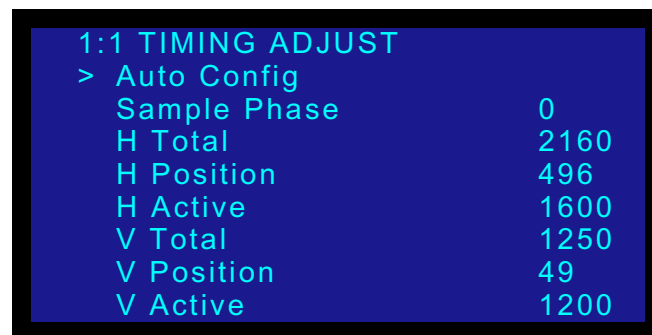 1:1 TIMING ADJUST
> Auto Config
Sample Phase 0
H Total 2160
H Position 496
H Active 1600
V Total 1250
V Position 49
V Active 1200